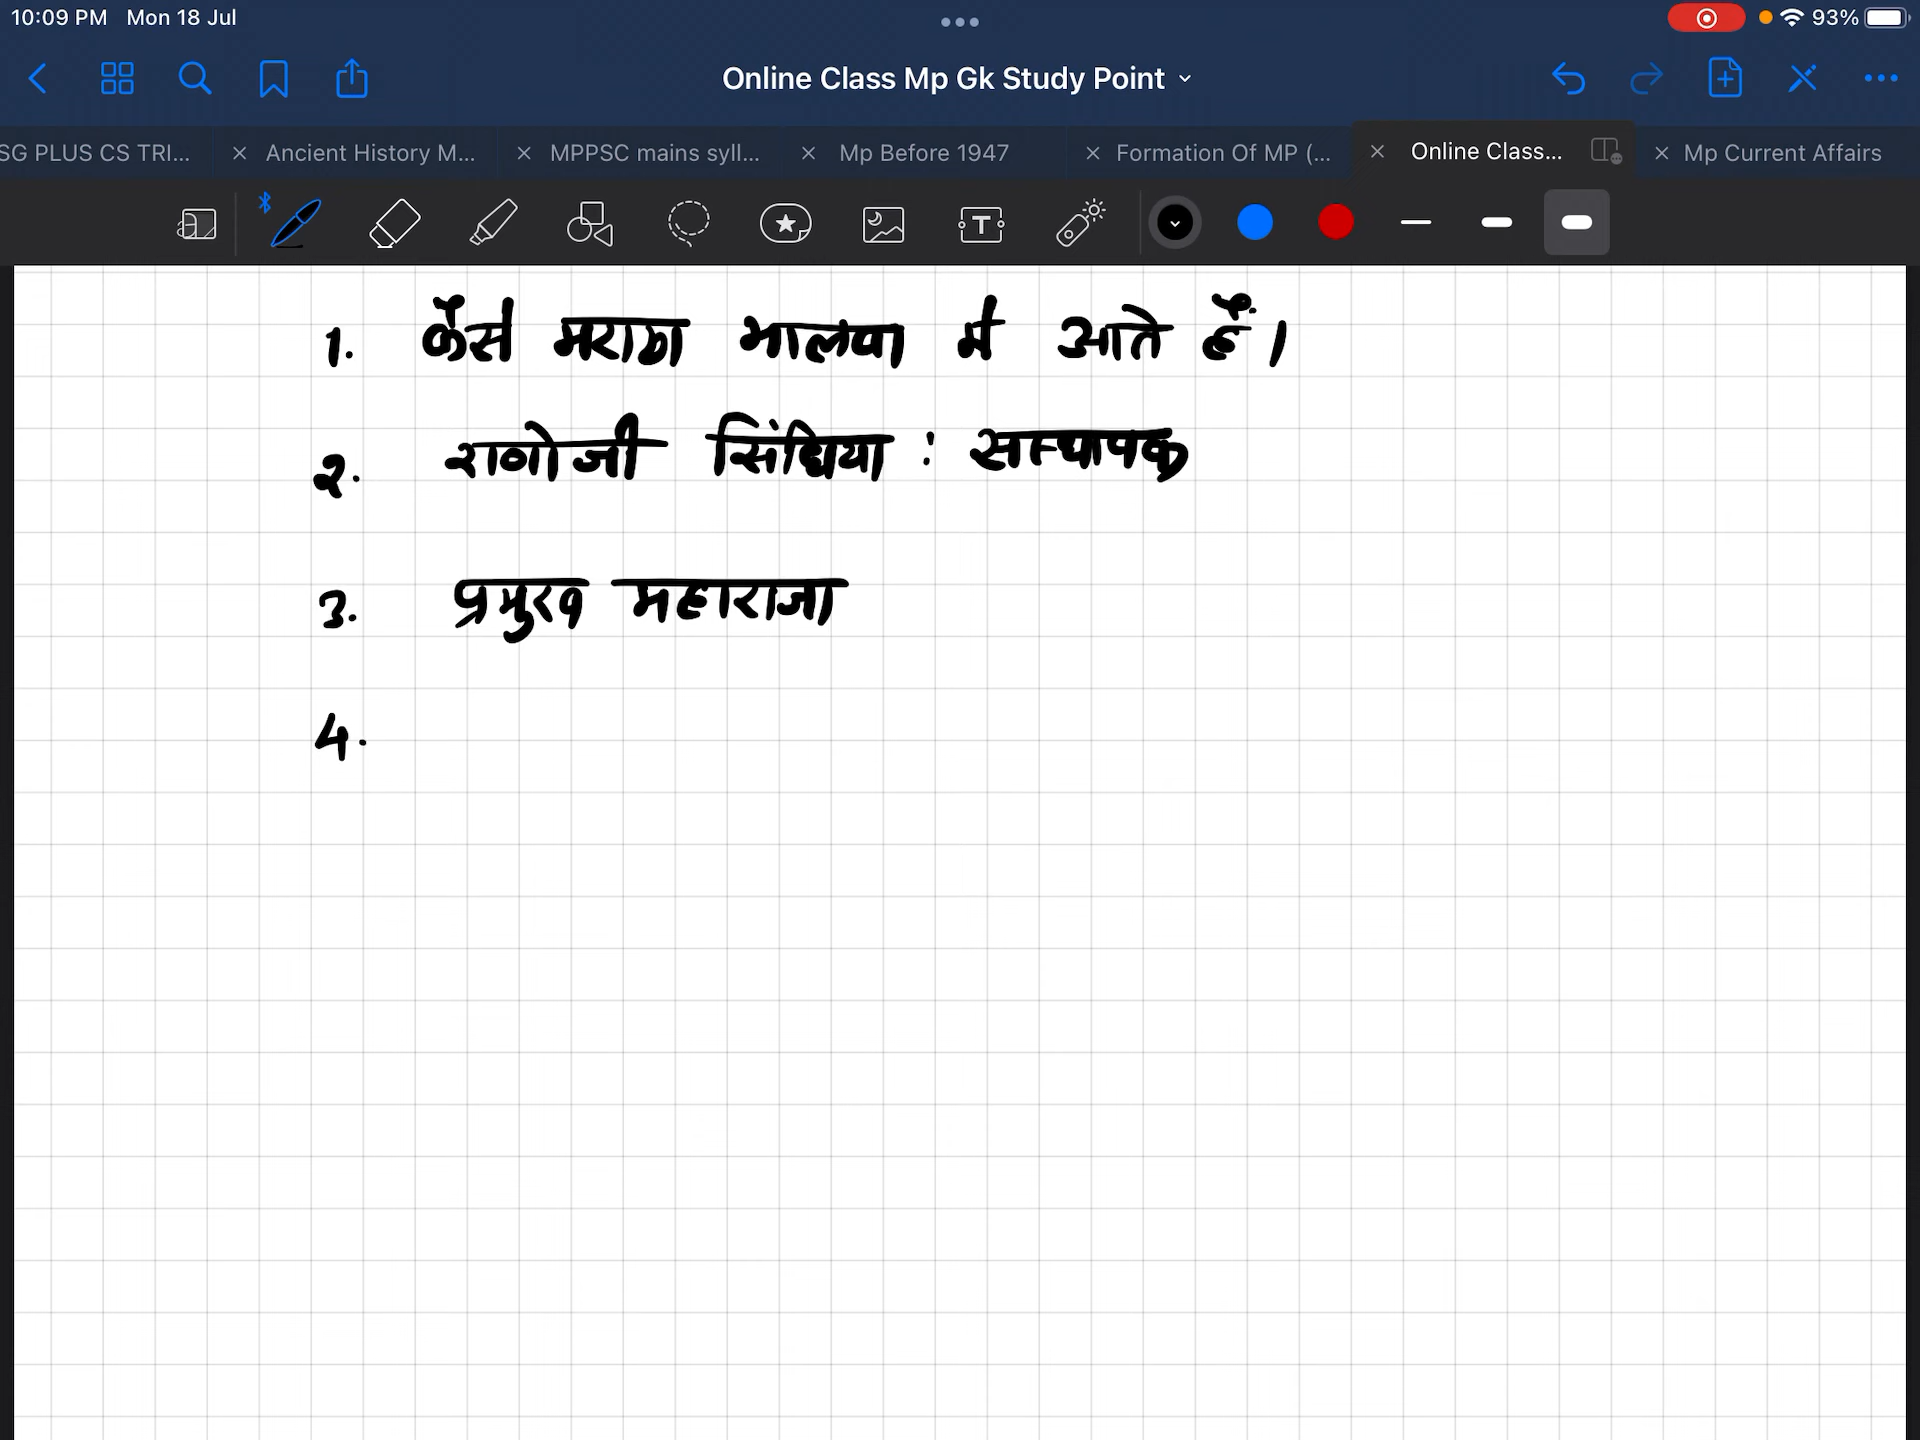 10:09 PM Mon 18 Jul 93%
Online Class Mp Gk Study Point
SG PLUS CS TRI... Ancient History M... MPPSC mains syll... Mp Before 1947 Formation Of MP (... Online Class... Mp Current Affairs
1. कैसे मराठा मालवा में आते हैं।
2. राणोजी सिंधिया : सस्थापक
3. प्रमुख महाराजा
4.